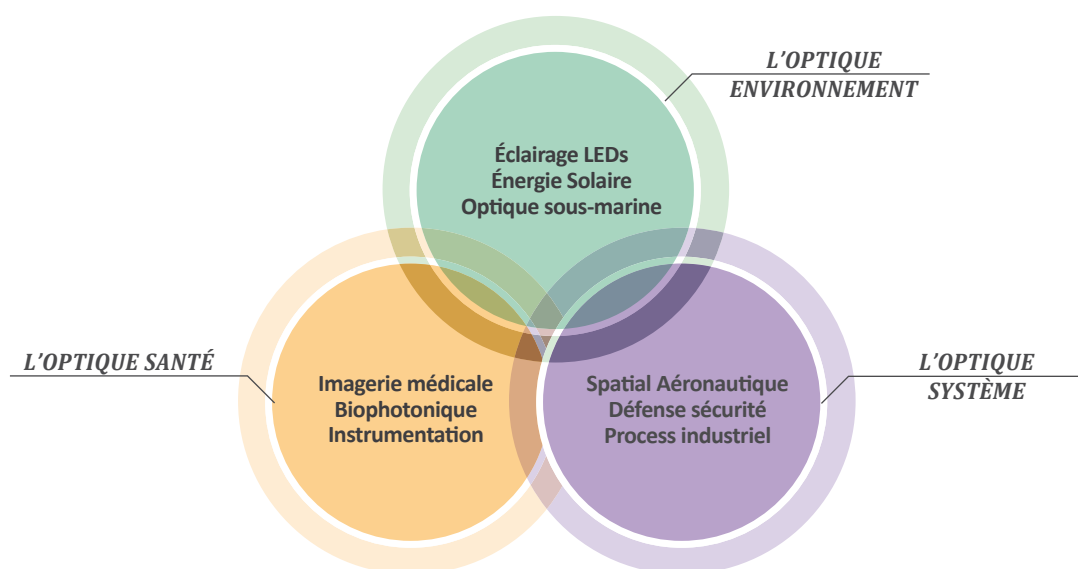 L'OPTIQUE
ENVIRONNEMENT
Éclairage LEDs
Énergie Solaire
Optique sous-marine
L'OPTIQUE SANTÉ
Imagerie médicale
Biophotonique
Instrumentation
Spatial Aéronautique
Défense sécurité
Process industriel
L'OPTIQUE
SYSTÈME